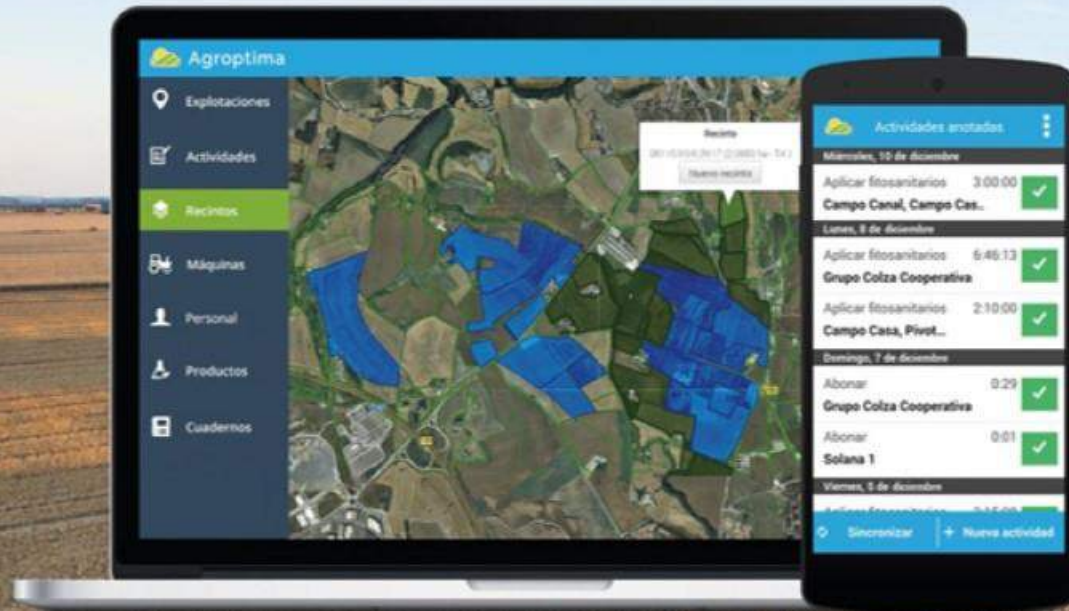 Agroptima
Explotaciones
Actividades
Recintos
Máquinas
Personal
Productos
Cuadernos
Recinto
Nuevo recinto
Actividades anotadas
Miércoles, 10 de diciembre
Aplicar fitosanitarios 3:00:00
Campo Canal, Campo Cas..
Lunes, 8 de diciembre
Aplicar fitosanitarios 6:46:13
Grupo Colza Cooperativa
Aplicar fitosanitarios 2:10:00
Campo Casa, Pivot...
Domingo, 7 de diciembre
Abonar 0:29
Grupo Colza Cooperativa
Abonar 0:01
Solana 1
Viernes, 5 de diciembre
Sincronizar + Nueva actividad